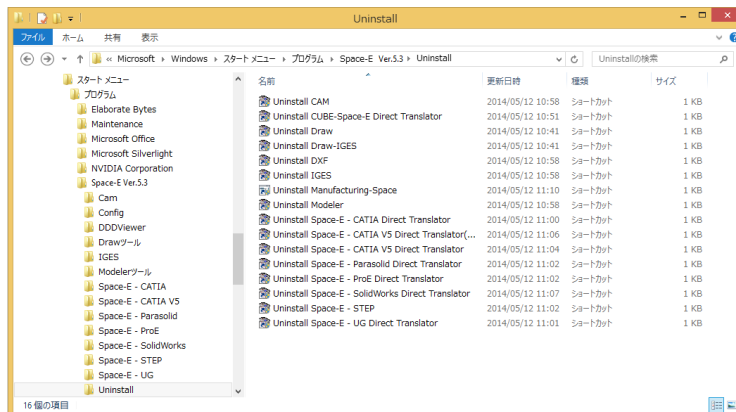 Uninstall
ファイル ホーム 共有 表示
« Microsoft › Windows › スタート メニュー › プログラム › Space-E Ver.5.3 › Uninstall Uninstallの検索
名前 更新日時 種類 サイズ
スタート メニュー
プログラム
Elaborate Bytes
Maintenance
Microsoft Office
Microsoft Silverlight
NVIDIA Corporation
Space-E Ver.5.3
Cam
Config
DDDViewer
Drawツール
IGES
Modelerツール
Space-E - CATIA
Space-E - CATIA V5
Space-E - Parasolid
Space-E - ProE
Space-E - SolidWorks
Space-E - STEP
Space-E - UG
Uninstall
Uninstall CAM 2014/05/12 10:58 ショートカット 1 KB
Uninstall CUBE-Space-E Direct Translator 2014/05/12 10:51 ショートカット 1 KB
Uninstall Draw 2014/05/12 10:41 ショートカット 1 KB
Uninstall Draw-IGES 2014/05/12 10:41 ショートカット 1 KB
Uninstall DXF 2014/05/12 10:58 ショートカット 1 KB
Uninstall IGES 2014/05/12 10:58 ショートカット 1 KB
Uninstall Manufacturing-Space 2014/05/12 11:10 ショートカット 1 KB
Uninstall Modeler 2014/05/12 10:58 ショートカット 1 KB
Uninstall Space-E - CATIA Direct Translator 2014/05/12 11:00 ショートカット 1 KB
Uninstall Space-E - CATIA V5 Direct Translator(... 2014/05/12 11:06 ショートカット 1 KB
Uninstall Space-E - CATIA V5 Direct Translator 2014/05/12 11:04 ショートカット 1 KB
Uninstall Space-E - Parasolid Direct Translator 2014/05/12 11:02 ショートカット 1 KB
Uninstall Space-E - ProE Direct Translator 2014/05/12 11:02 ショートカット 1 KB
Uninstall Space-E - SolidWorks Direct Translator 2014/05/12 11:07 ショートカット 1 KB
Uninstall Space-E - STEP 2014/05/12 11:02 ショートカット 1 KB
Uninstall Space-E - UG Direct Translator 2014/05/12 11:01 ショートカット 1 KB
16 個の項目